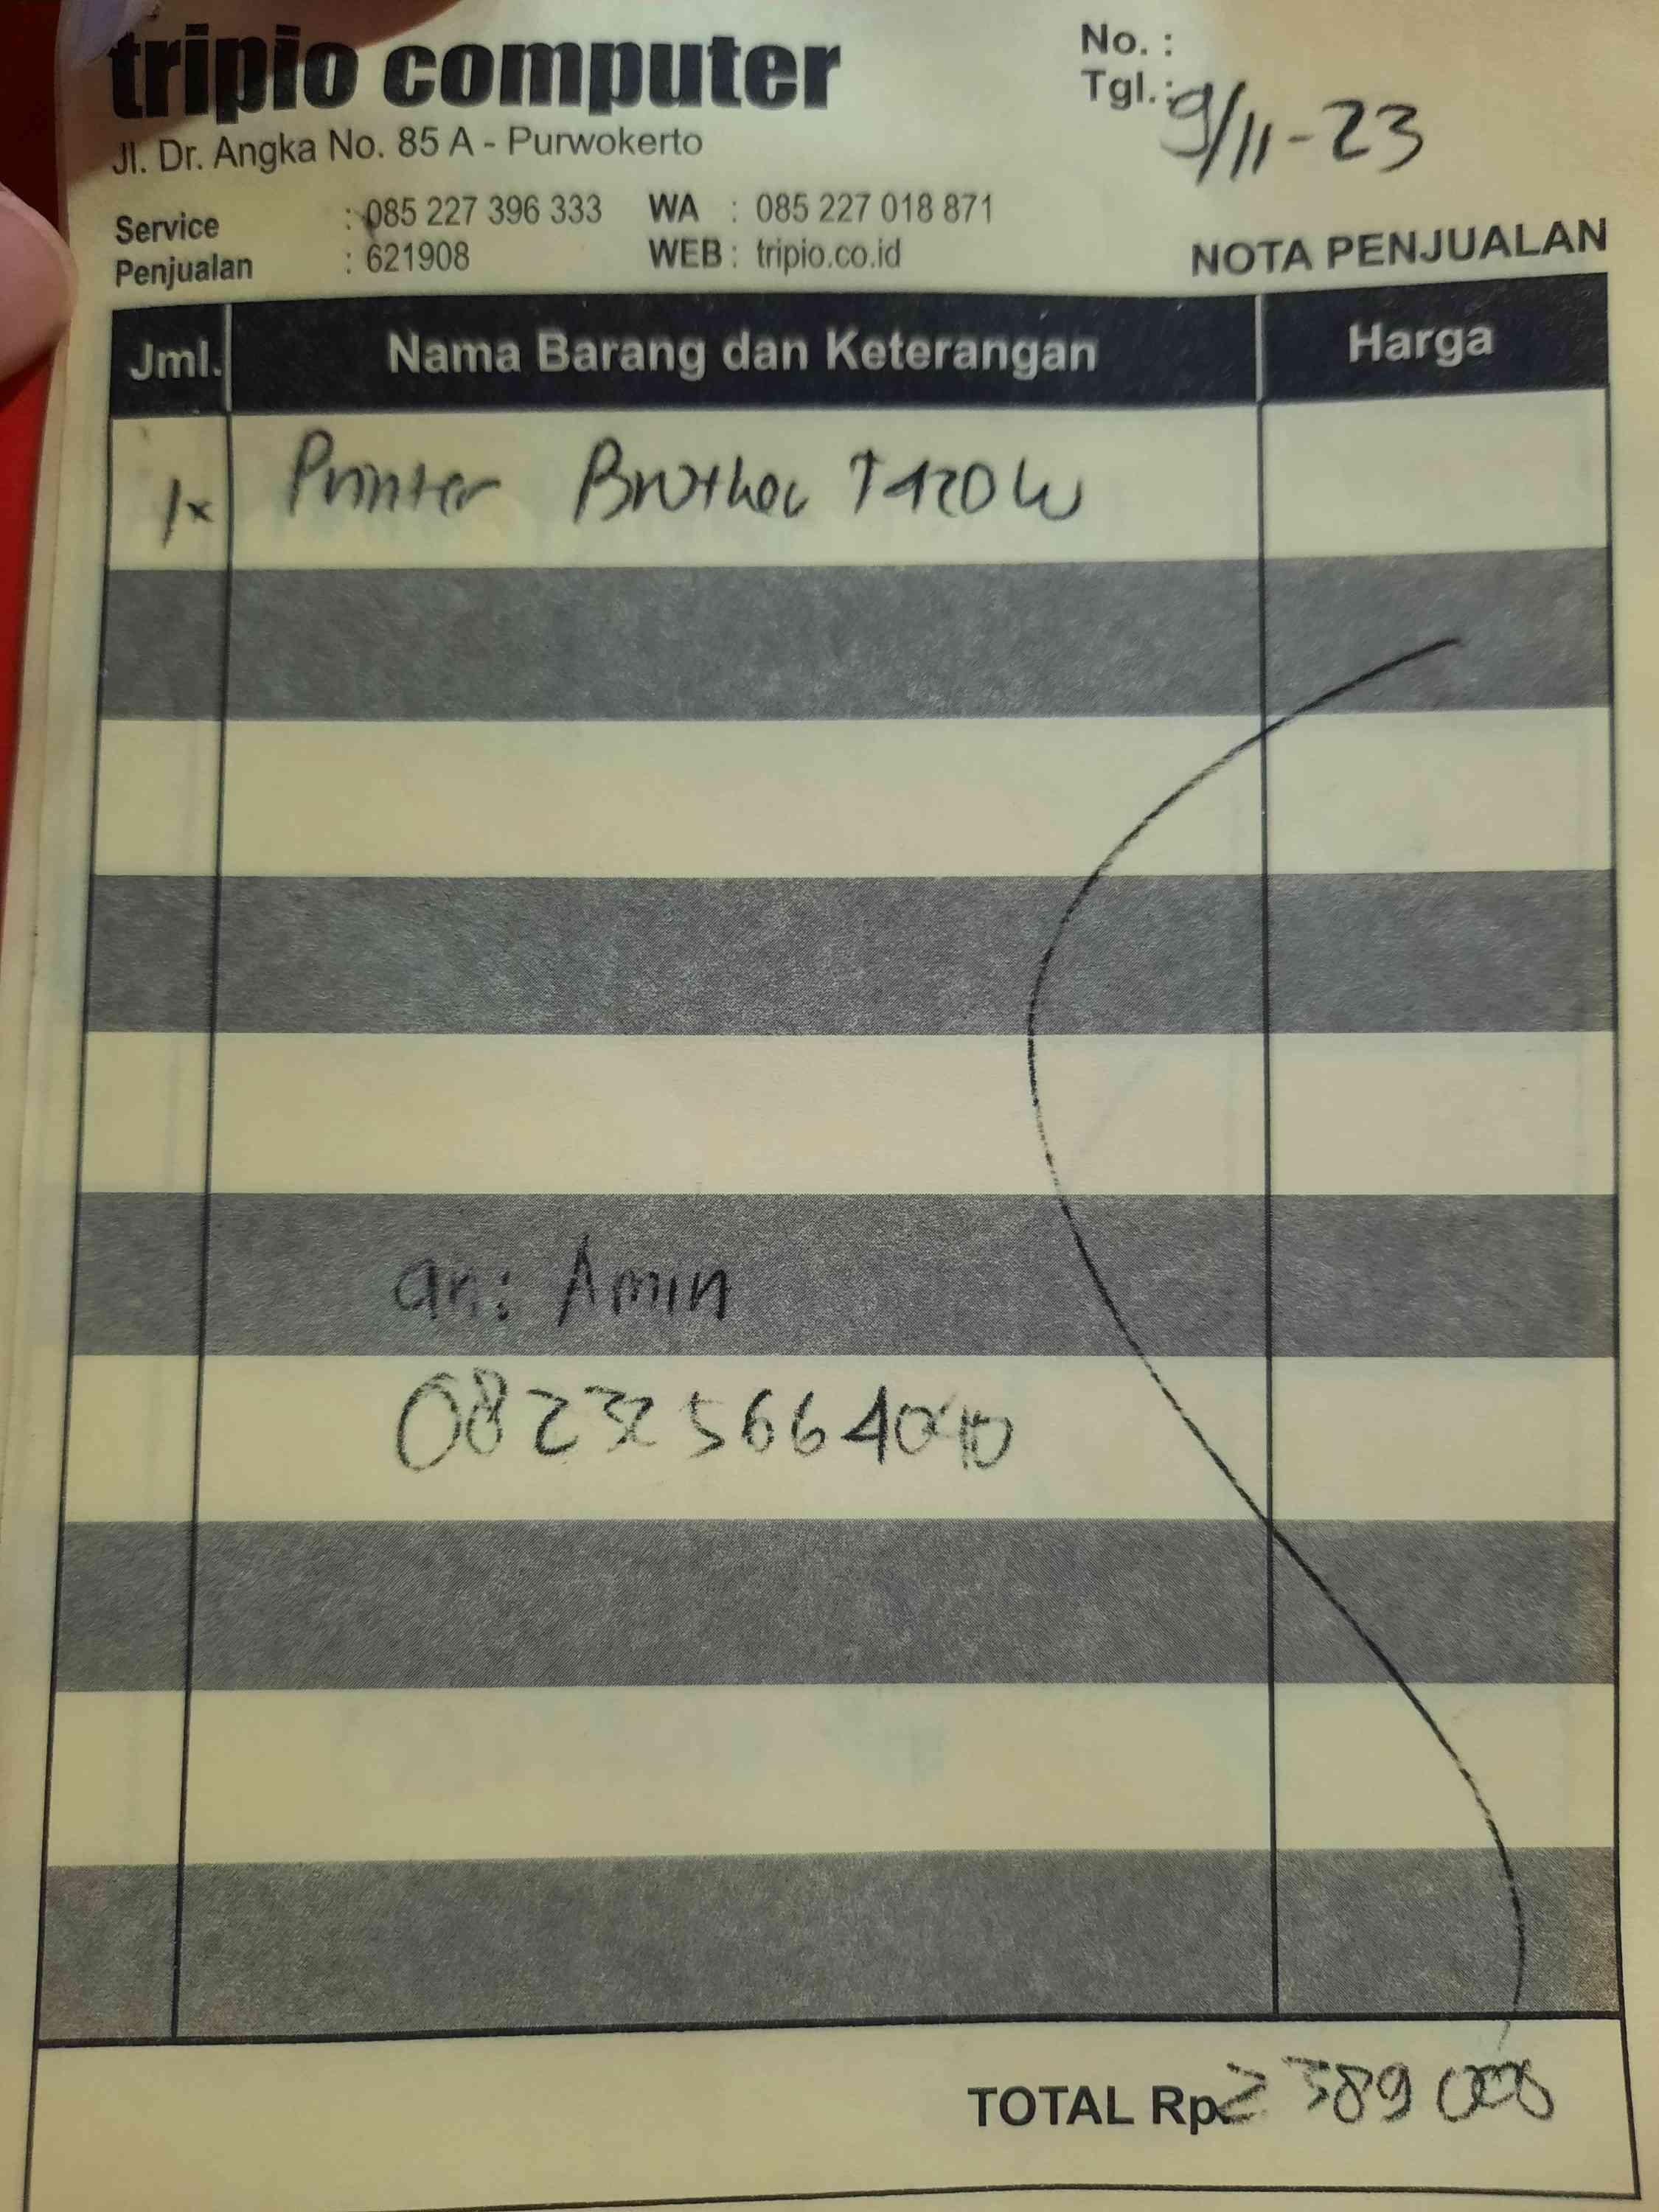 tripio computer
No. :
Tgl. : 9/11-23
Jl. Dr. Angka No. 85 A - Purwokerto
Service : 085 227 396 333 WA : 085 227 018 871
Penjualan : 621908 WEB : tripio.co.id
NOTA PENJUALAN
Jml. Nama Barang dan Keterangan Harga
1x Printer Brother T420W
an: Amin
082325664040
TOTAL Rp. 2 389 000